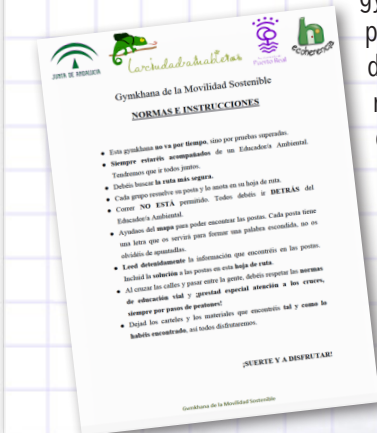 JUNTA DE ANDALUCIA
Laciudadamableros
Puerto Real
ecoherencia
Gymkhana de la Movilidad Sostenible
NORMAS E INSTRUCCIONES
Esta gymkhana no va por tiempo, sino por pruebas superadas.
Siempre estaréis acompañados de un Educador/a Ambiental.
Tendremos que ir todos juntos.
Debéis buscar la ruta más segura.
Cada grupo resuelve su posta y lo anota en su hoja de ruta.
Correr NO ESTÁ permitido. Todos debéis ir DETRÁS del
Educador/a Ambiental.
Ayudaos del mapa para poder encontrar las postas. Cada posta tiene
una letra que os servirá para formar una palabra escondida, no os
olvidéis de apuntadlas.
Leed detenidamente la información que encontréis en las postas.
Incluid la solución a las postas en esta hoja de ruta.
Al cruzar las calles y pasar entre la gente, debéis respetar las normas
de educación vial y ¡prestad especial atención a los cruces,
siempre por pasos de peatones!
Dejad los carteles y los materiales que encontréis tal y como lo
habéis encontrado, así todos disfrutaremos.
¡SUERTE Y A DISFRUTAR!
Gymkhana de la Movilidad Sostenible
gy
p
d